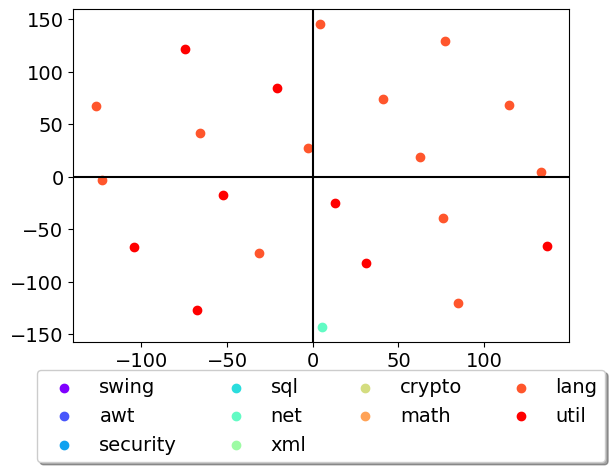 150
100
50
0
−50
−100
−150
−100 −50 0 50 100
swing sql crypto lang
awt net math util
security xml